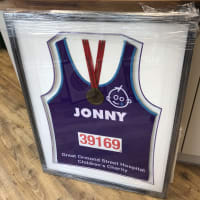 JONNY
39169
Great Ormond Street Hospital
Children's Charity